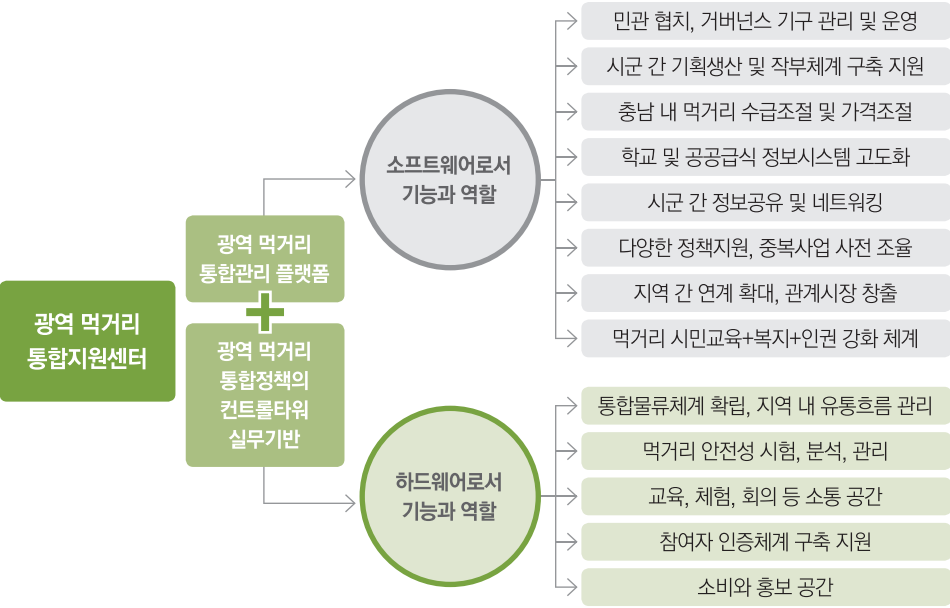 광역 먹거리
통합지원센터
광역 먹거리
통합관리 플랫폼
광역 먹거리
통합정책의
컨트롤타워
실무기반
소프트웨어로서
기능과 역할
민관 협치, 거버넌스 기구 관리 및 운영
시군 간 기획생산 및 작부체계 구축 지원
충남 내 먹거리 수급조절 및 가격조절
학교 및 공공급식 정보시스템 고도화
시군 간 정보공유 및 네트워킹
다양한 정책지원, 중복사업 사전 조율
지역 간 연계 확대, 관계시장 창출
먹거리 시민교육+복지+인권 강화 체계
하드웨어로서
기능과 역할
통합물류체계 확립, 지역 내 유통흐름 관리
먹거리 안전성 시험, 분석, 관리
교육, 체험, 회의 등 소통 공간
참여자 인증체계 구축 지원
소비와 홍보 공간